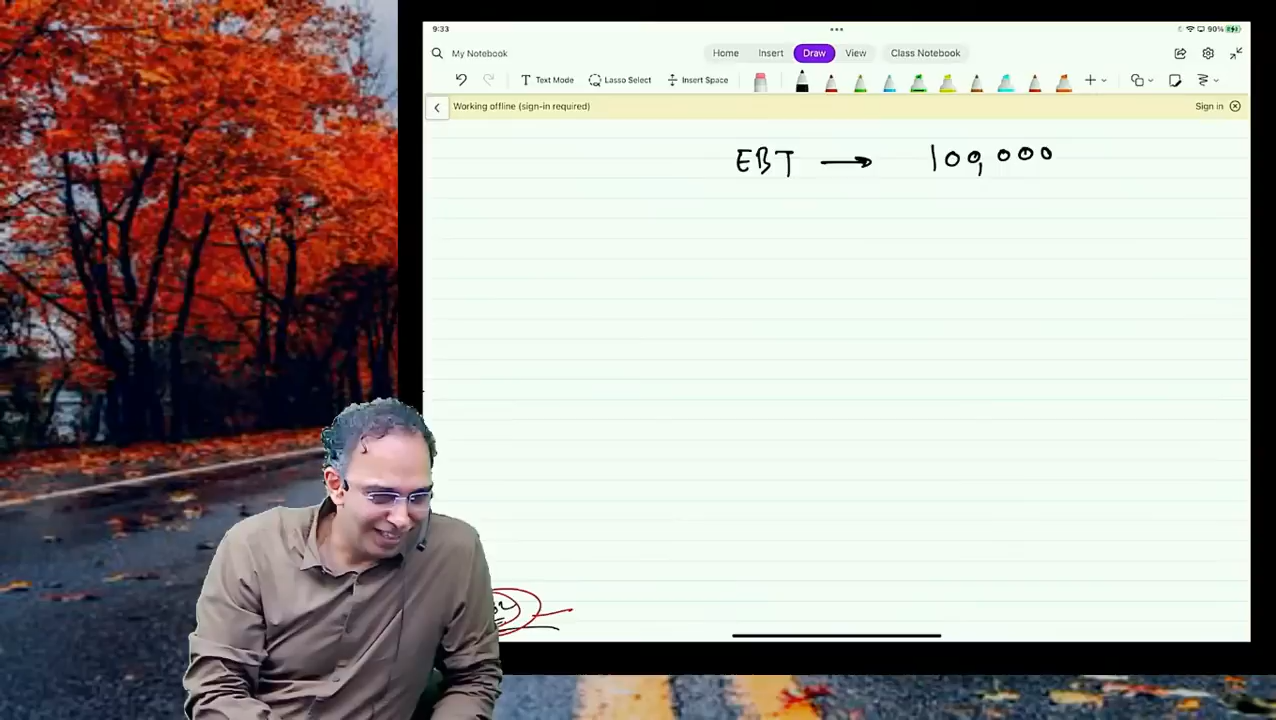 9:33
90%
My Notebook
Home Insert Draw View Class Notebook
Text Mode Lasso Select Insert Space
Working offline (sign-in required) Sign in
EBT → 100,000